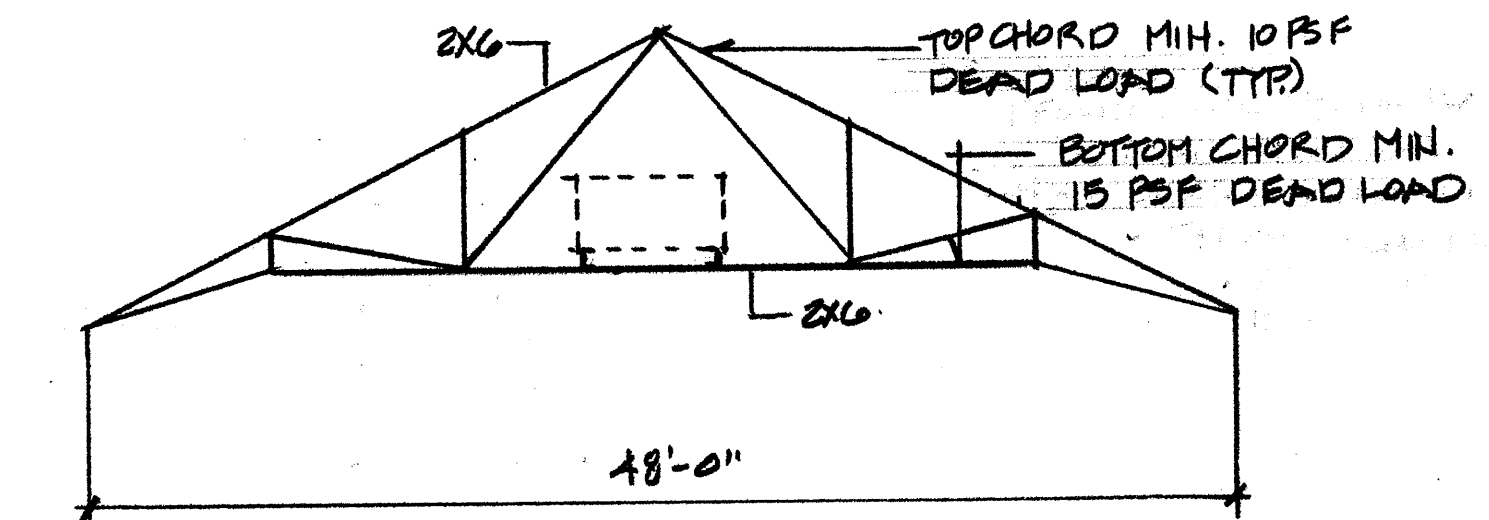 2X6
TOP CHORD MIN. 10 PSF
DEAD LOAD (TYP.)
BOTTOM CHORD MIN.
15 PSF DEAD LOAD
2X6
48'-0"